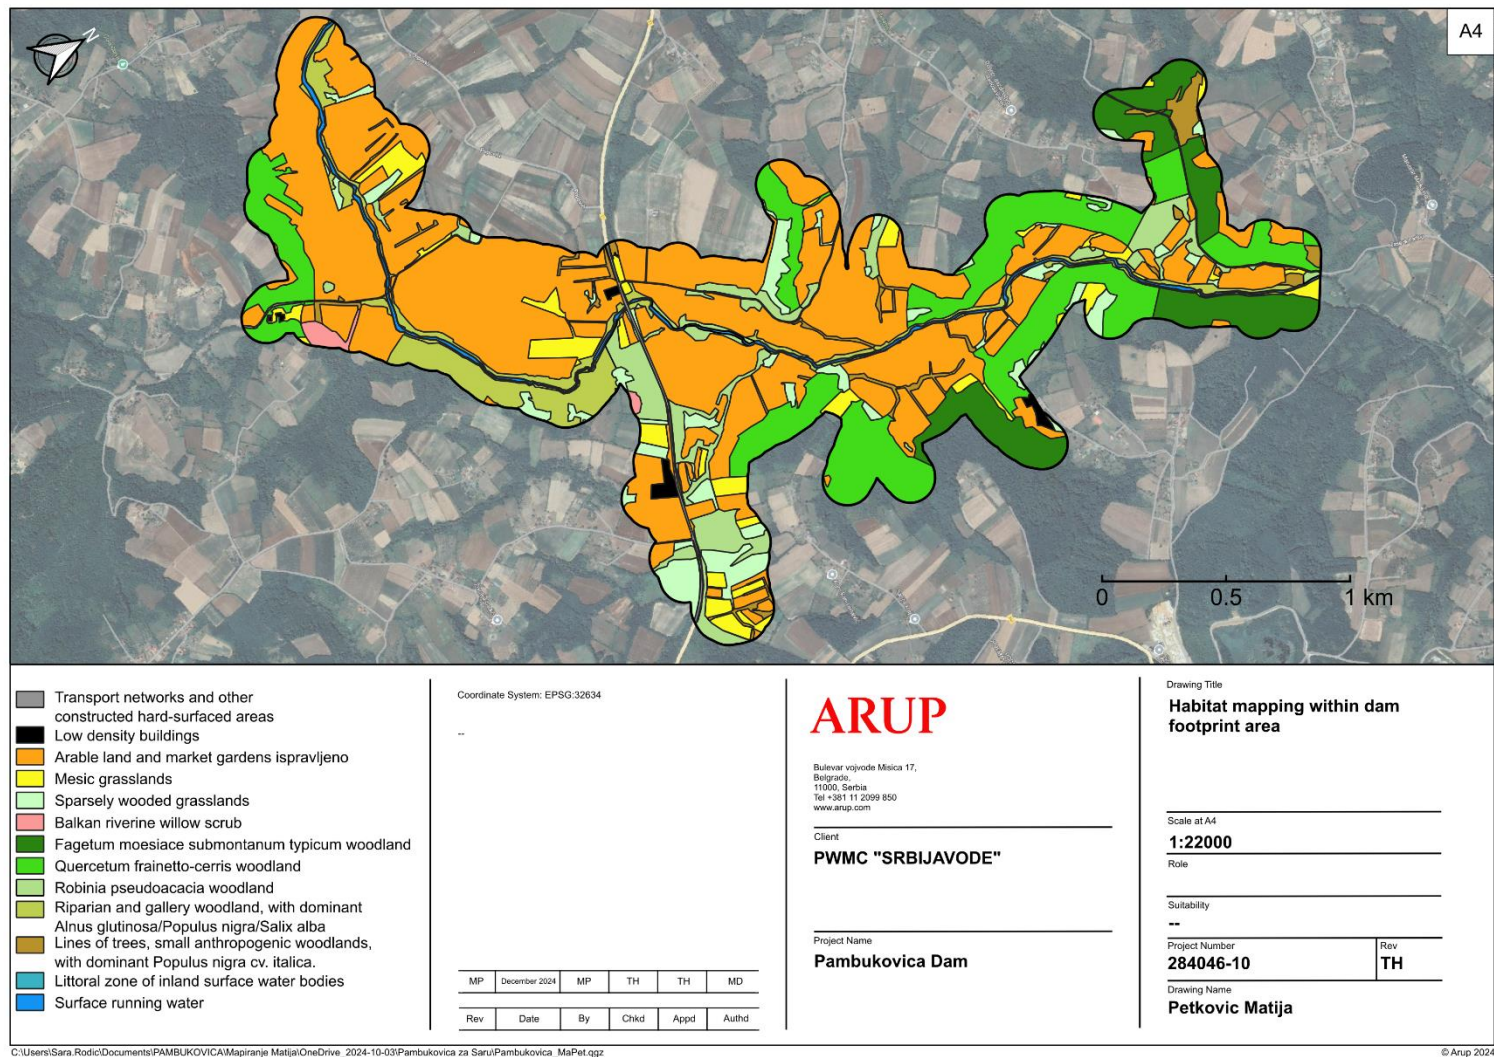 A4
N
0
0.5
1 km
Transport networks and other
constructed hard-surfaced areas
Low density buildings
Arable land and market gardens ispravljeno
Mesic grasslands
Sparsely wooded grasslands
Balkan riverine willow scrub
Fagetum moesiace submontanum typicum woodland
Quercetum frainetto-cerris woodland
Robinia pseudoacacia woodland
Riparian and gallery woodland, with dominant
Alnus glutinosa/Populus nigra/Salix alba
Lines of trees, small anthropogenic woodlands,
with dominant Populus nigra cv. italica.
Littoral zone of inland surface water bodies
Surface running water
Coordinate System: EPSG:32634
--
MP December 2024 MP TH TH MD
Rev Date By Chkd Appd Authd
ARUP
Bulevar vojvode Misica 17,
Belgrade,
11000, Serbia
Tel +381 11 2099 850
www.arup.com
Client
PWMC "SRBIJAVODE"
Project Name
Pambukovica Dam
Drawing Title
Habitat mapping within dam
footprint area
Scale at A4
1:22000
Role
Suitability
--
Project Number
284046-10
Rev
TH
Drawing Name
Petkovic Matija
C:\Users\Sara.Rodic\Documents\PAMBUKOVICA\Mapiranje Matija\OneDrive_2024-10-03\Pambukovica za Saru\Pambukovica_MaPet.qgz
© Arup 2024